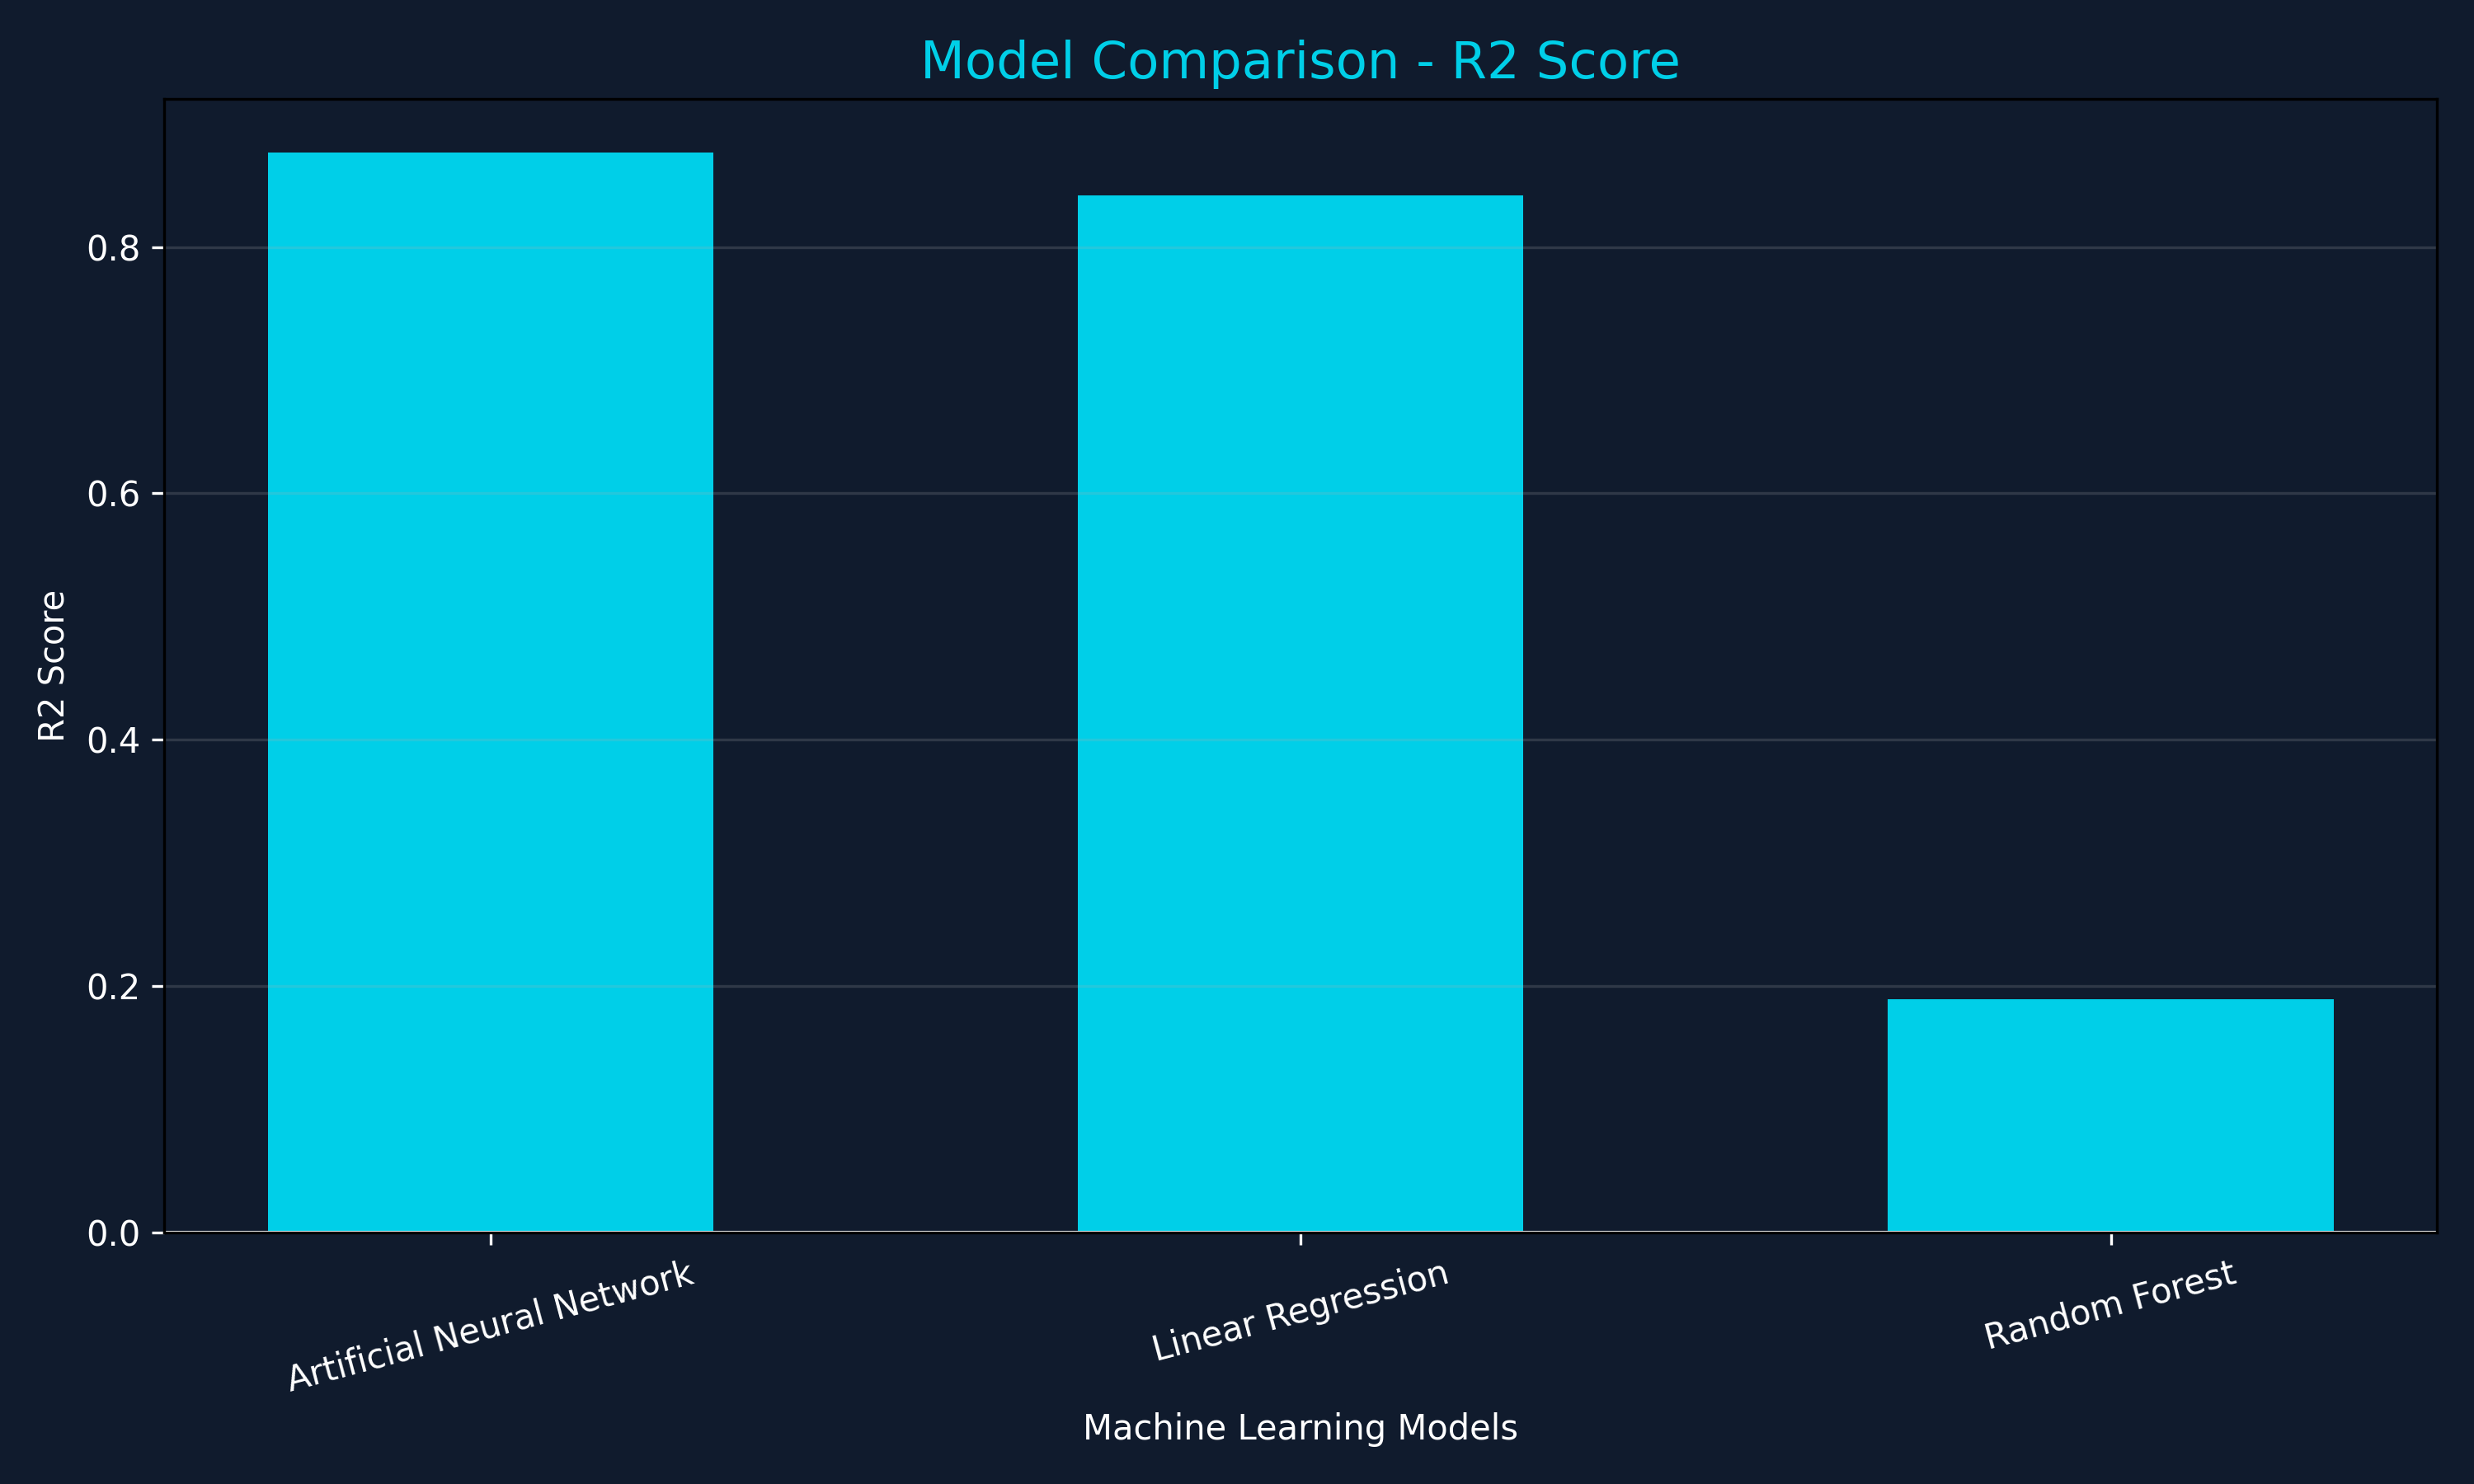 Model Comparison - R2 Score
R2 Score
0.8
0.6
0.4
0.2
0.0
Artificial Neural Network
Linear Regression
Random Forest
Machine Learning Models